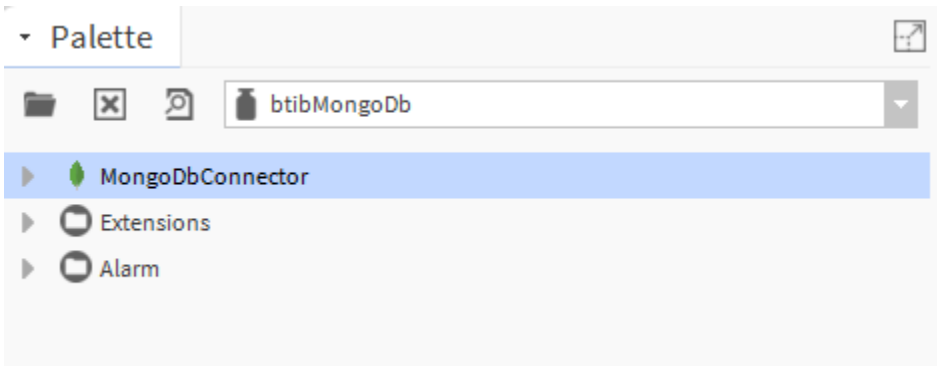 Palette
btibMongoDb
MongoDbConnector
Extensions
Alarm